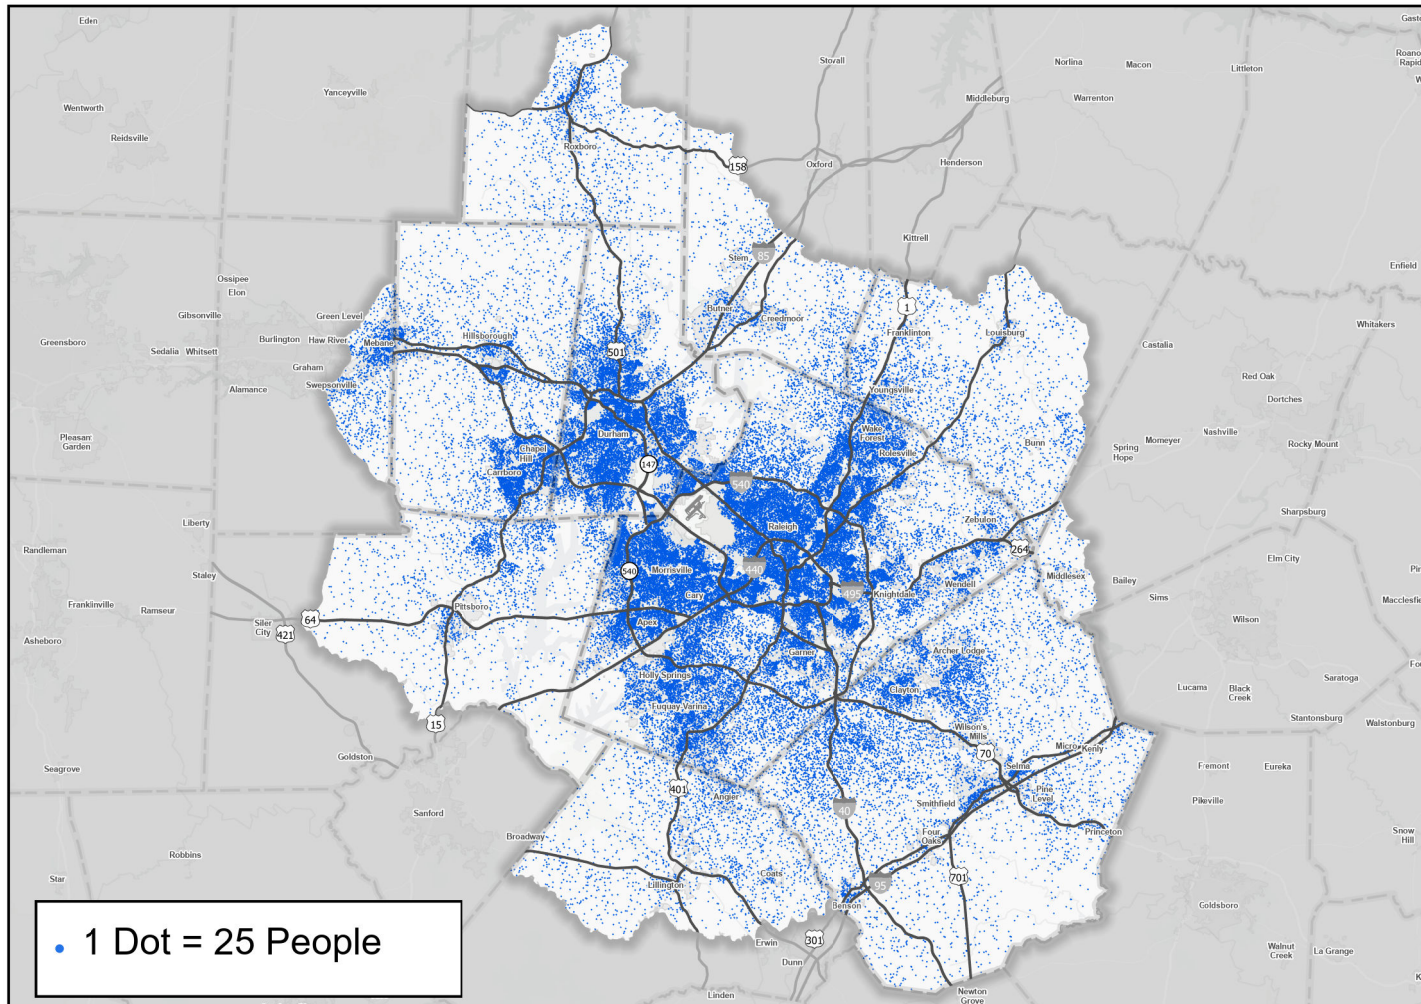 Eden
Gast
Stovall
Norlina
Macon
Littleton
Roano
Rapid
Yanceyville
Wentworth
Middleburg
Warrenton
Reidsville
Roxboro
158
Oxford
Henderson
Kittrell
Stem
85
Enfield
Ossipee
Elon
Gibsonville
Green Level
Butner
Creedmoor
1
Franklinton
Louisburg
Whitakers
Greensboro
Burlington
Haw River
Mebane
Hillsborough
Sedalia
Whitsett
501
Castalia
Graham
Swepsonville
Alamance
Youngsville
Red Oak
Dortches
Pleasant
Garden
Durham
Wake
Forest
Rolesville
Bunn
Spring
Hope
Momeyer
Nashville
Rocky Mount
Chapel
Hill
Carrboro
147
540
Liberty
Raleigh
Zebulon
Sharpsburg
Randleman
Staley
540
Morrisville
440
264
Elm City
Middlesex
Bailey
Cary
495
Knightdale
Wendell
Sims
Franklinville
Ramseur
64
Siler
City
421
Pittsboro
Apex
Wilson
Macclesfie
Asheboro
Garner
Archer Lodge
Holly Springs
Clayton
Lucama
Black
Creek
Saratoga
Fuquay-Varina
15
Stantonsburg
Walstonburg
Wilson's
Mills
70
Micro
Kenly
Goldston
Seagrove
Selma
Fremont
Eureka
401
Angier
Pine
Level
Smithfield
Pikeville
Sanford
40
Four
Oaks
Princeton
Snow
Hill
Broadway
Robbins
Star
Lillington
Coats
95
701
Benson
Goldsboro
1 Dot = 25 People
Erwin
301
Dunn
Walnut
Creek
La Grange
Linden
Newton
Grove